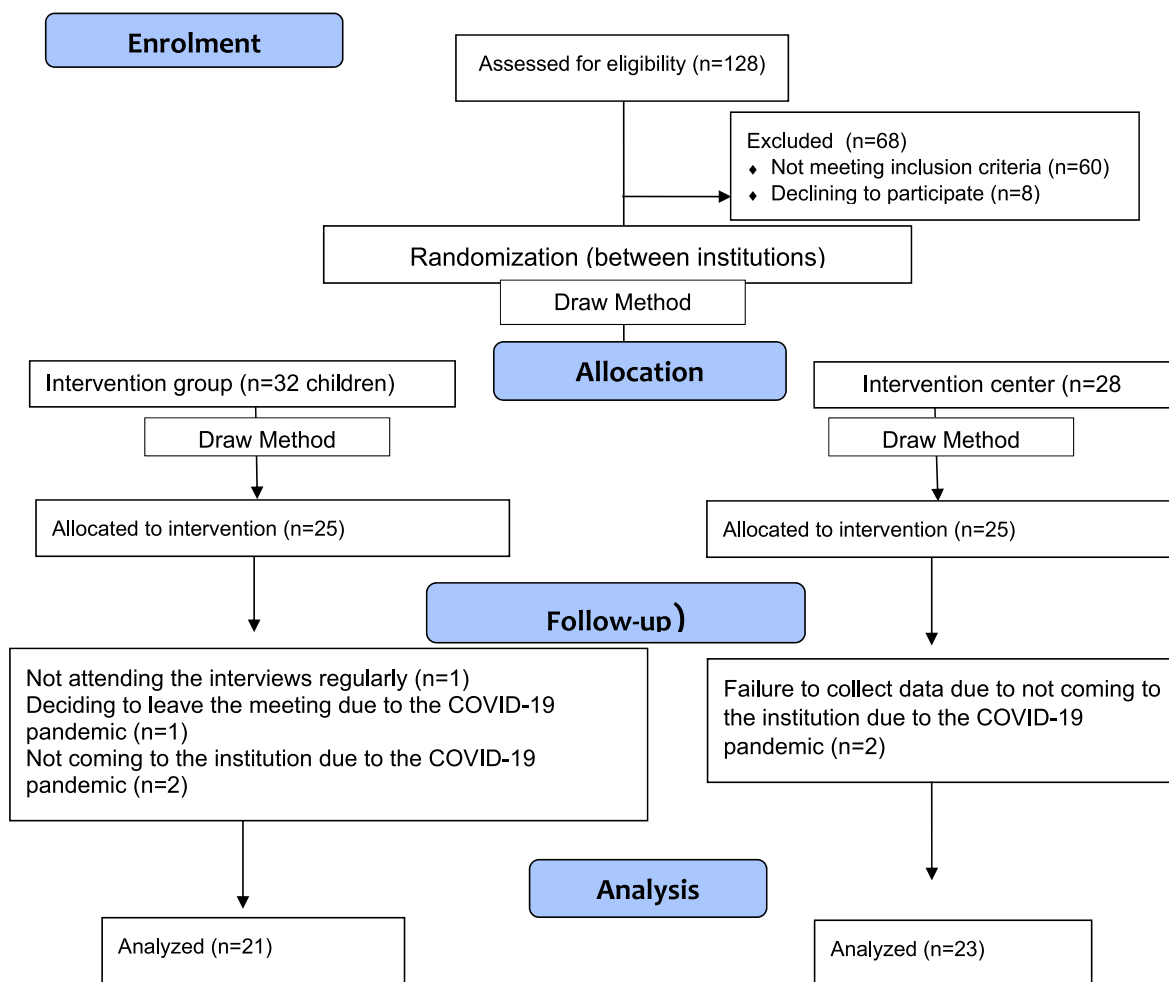 Enrolment
Assessed for eligibility (n=128)
Excluded (n=68)
♦ Not meeting inclusion criteria (n=60)
♦ Declining to participate (n=8)
Randomization (between institutions)
Draw Method
Allocation
Intervention group (n=32 children)
Draw Method
Allocated to intervention (n=25)
Intervention center (n=28
Draw Method
Allocated to intervention (n=25)
Follow-up)
Not attending the interviews regularly (n=1)
Deciding to leave the meeting due to the COVID-19
pandemic (n=1)
Not coming to the institution due to the COVID-19
pandemic (n=2)
Failure to collect data due to not coming to
the institution due to the COVID-19
pandemic (n=2)
Analysis
Analyzed (n=21)
Analyzed (n=23)